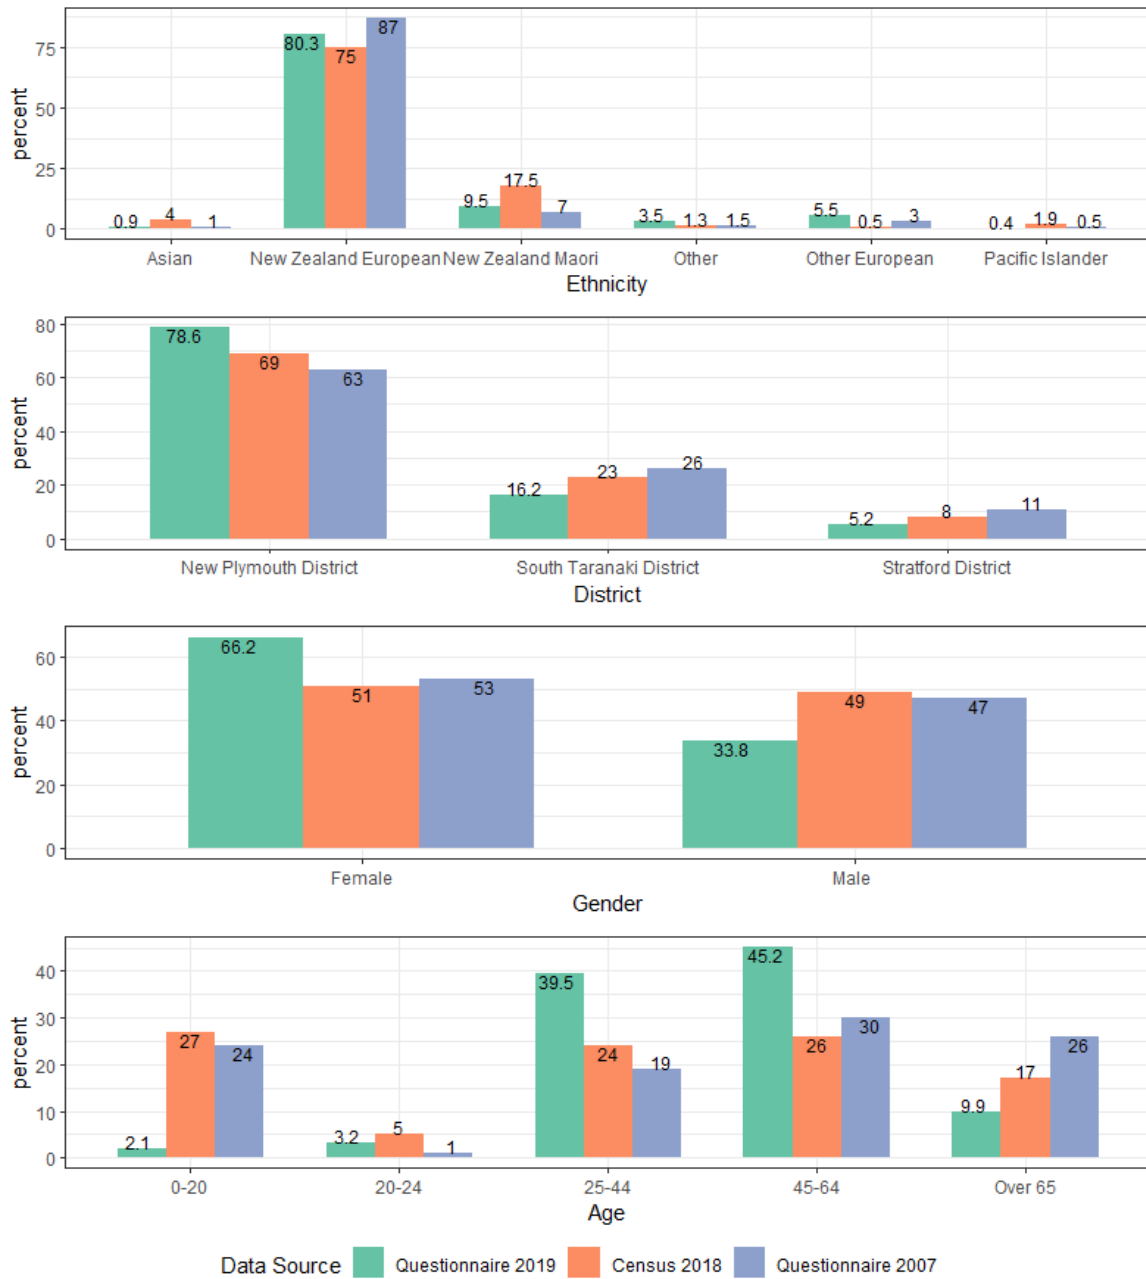 75
50
25
0
percent
0.9 4 1 80.3 75 87 9.5 17.5 7 3.5 1.3 1.5 5.5 0.5 3 0.4 1.9 0.5
Asian New Zealand European New Zealand Maori Other Other European Pacific Islander
Ethnicity
80
60
40
20
0
percent
78.6 69 63 16.2 23 26 5.2 8 11
New Plymouth District South Taranaki District Stratford District
District
60
40
20
0
percent
66.2 51 53 33.8 49 47
Female Male
Gender
40
30
20
10
0
percent
2.1 27 24 3.2 5 1 39.5 24 19 45.2 26 30 9.9 17 26
0-20 20-24 25-44 45-64 Over 65
Age
Data Source Questionnaire 2019 Census 2018 Questionnaire 2007